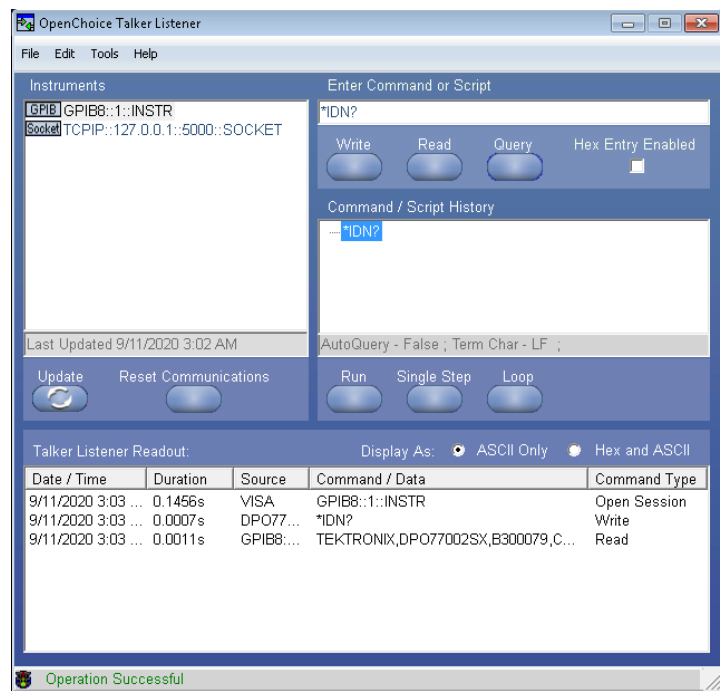 OpenChoice Talker Listener
File Edit Tools Help
Instruments
GPIB GPIB8::1::INSTR
Socket TCPIP::127.0.0.1::5000::SOCKET
Last Updated 9/11/2020 3:02 AM
Update Reset Communications
Enter Command or Script
*IDN?
Write Read Query Hex Entry Enabled
Command / Script History
*IDN?
AutoQuery - False ; Term Char - LF ;
Run Single Step Loop
Talker Listener Readout: Display As: ASCII Only Hex and ASCII
Date / Time Duration Source Command / Data Command Type
9/11/2020 3:03 ... 0.1456s VISA GPIB8::1::INSTR Open Session
9/11/2020 3:03 ... 0.0007s DPO77... *IDN? Write
9/11/2020 3:03 ... 0.0011s GPIB8:... TEKTRONIX,DPO77002SX,B300079,C... Read
Operation Successful